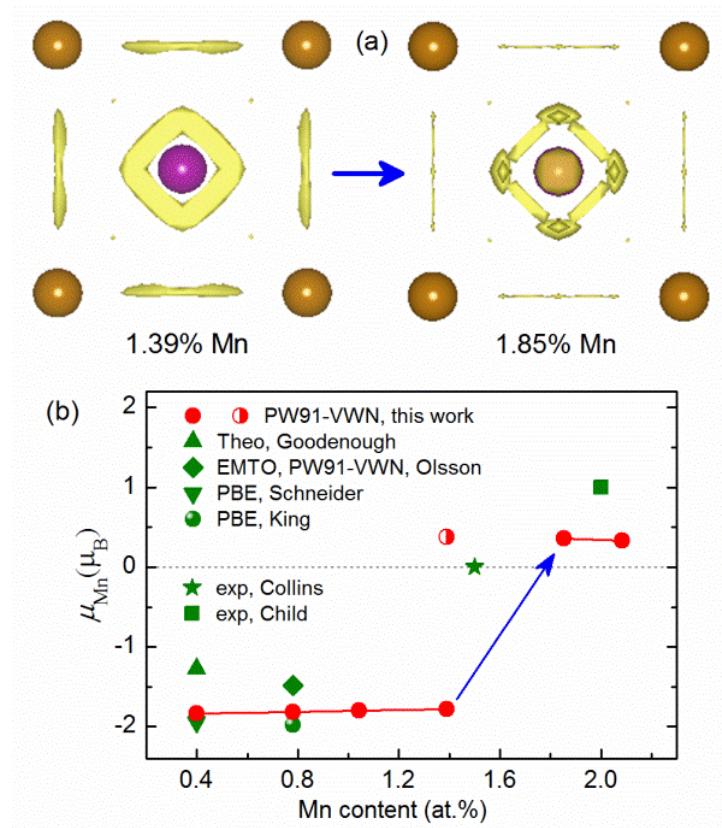 (a)
1.39% Mn
1.85% Mn
(b)
2
1
0
-1
-2
PW91-VWN, this work
Theo, Goodenough
EMTO, PW91-VWN, Olsson
PBE, Schneider
PBE, King
exp, Collins
exp, Child
μMn(μB)
0.4
0.8
1.2
1.6
2.0
Mn content (at.%)